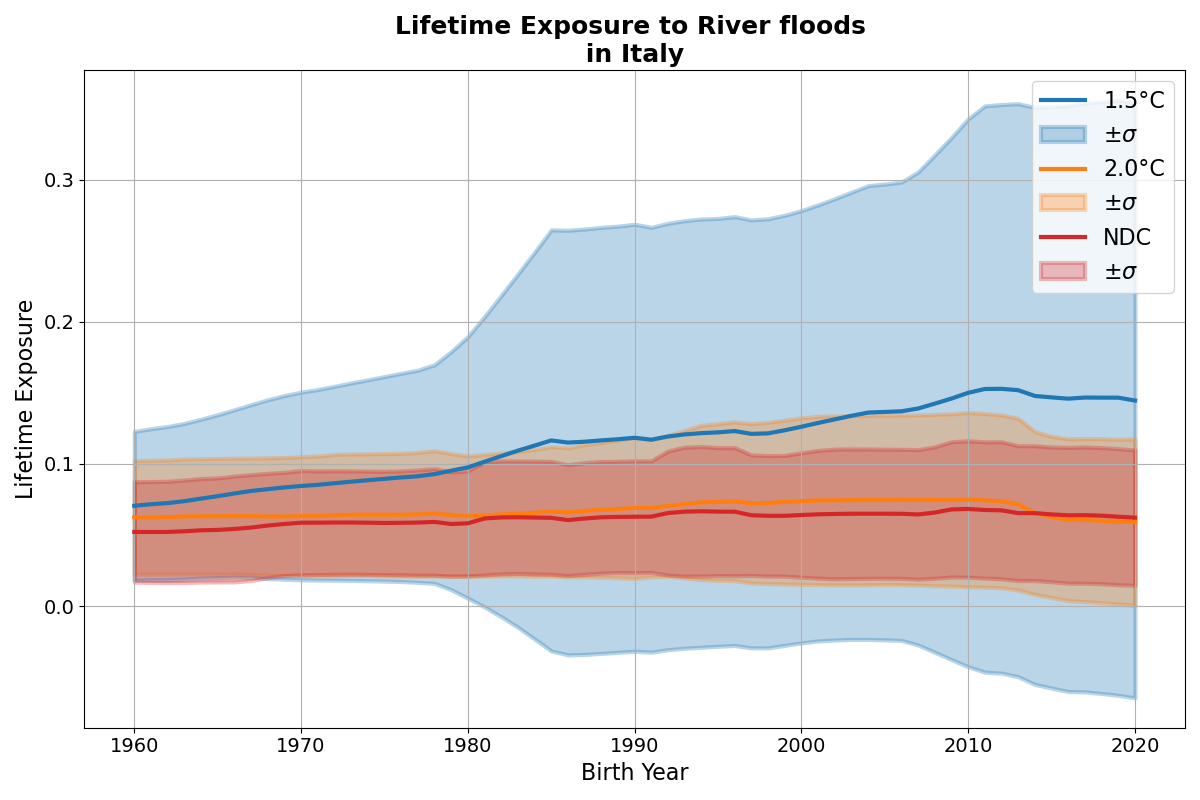 Lifetime Exposure to River floods
in Italy
1.5°C
±σ
2.0°C
±σ
NDC
±σ
Lifetime Exposure
0.3
0.2
0.1
0.0
1960 1970 1980 1990 2000 2010 2020
Birth Year